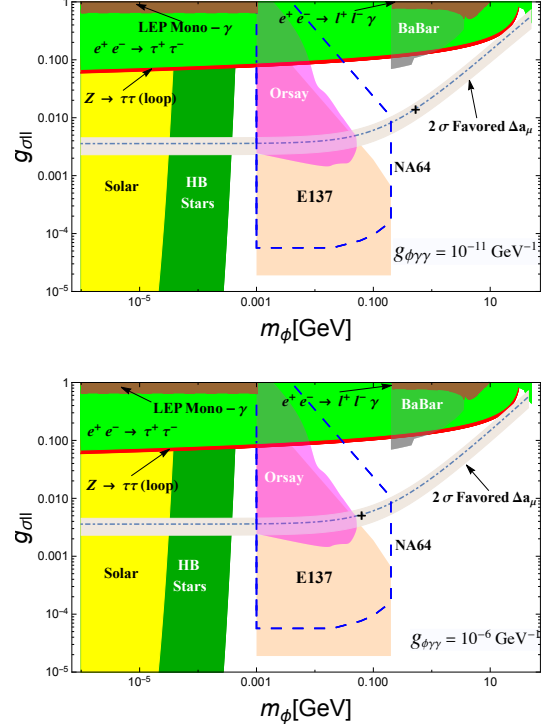 LEP Mono - γ
e⁺ e⁻ → l⁺ l⁻ γ
e⁺ e⁻ → τ⁺ τ⁻
BaBar
Z → ττ (loop)
Orsay
2 σ Favored Δaμ
Solar
HB
Stars
E137
NA64
g_ϕγγ = 10⁻¹¹ GeV⁻¹
1
0.100
0.010
0.001
10⁻⁴
10⁻⁵
g_σll
10⁻⁵ 0.001 0.100 10
m_ϕ[GeV]
LEP Mono - γ
e⁺ e⁻ → l⁺ l⁻ γ
e⁺ e⁻ → τ⁺ τ⁻
BaBar
Z → ττ (loop)
Orsay
2 σ Favored Δaμ
Solar
HB
Stars
E137
NA64
g_ϕγγ = 10⁻⁶ GeV⁻¹
1
0.100
0.010
0.001
10⁻⁴
10⁻⁵
g_σll
10⁻⁵ 0.001 0.100 10
m_ϕ[GeV]